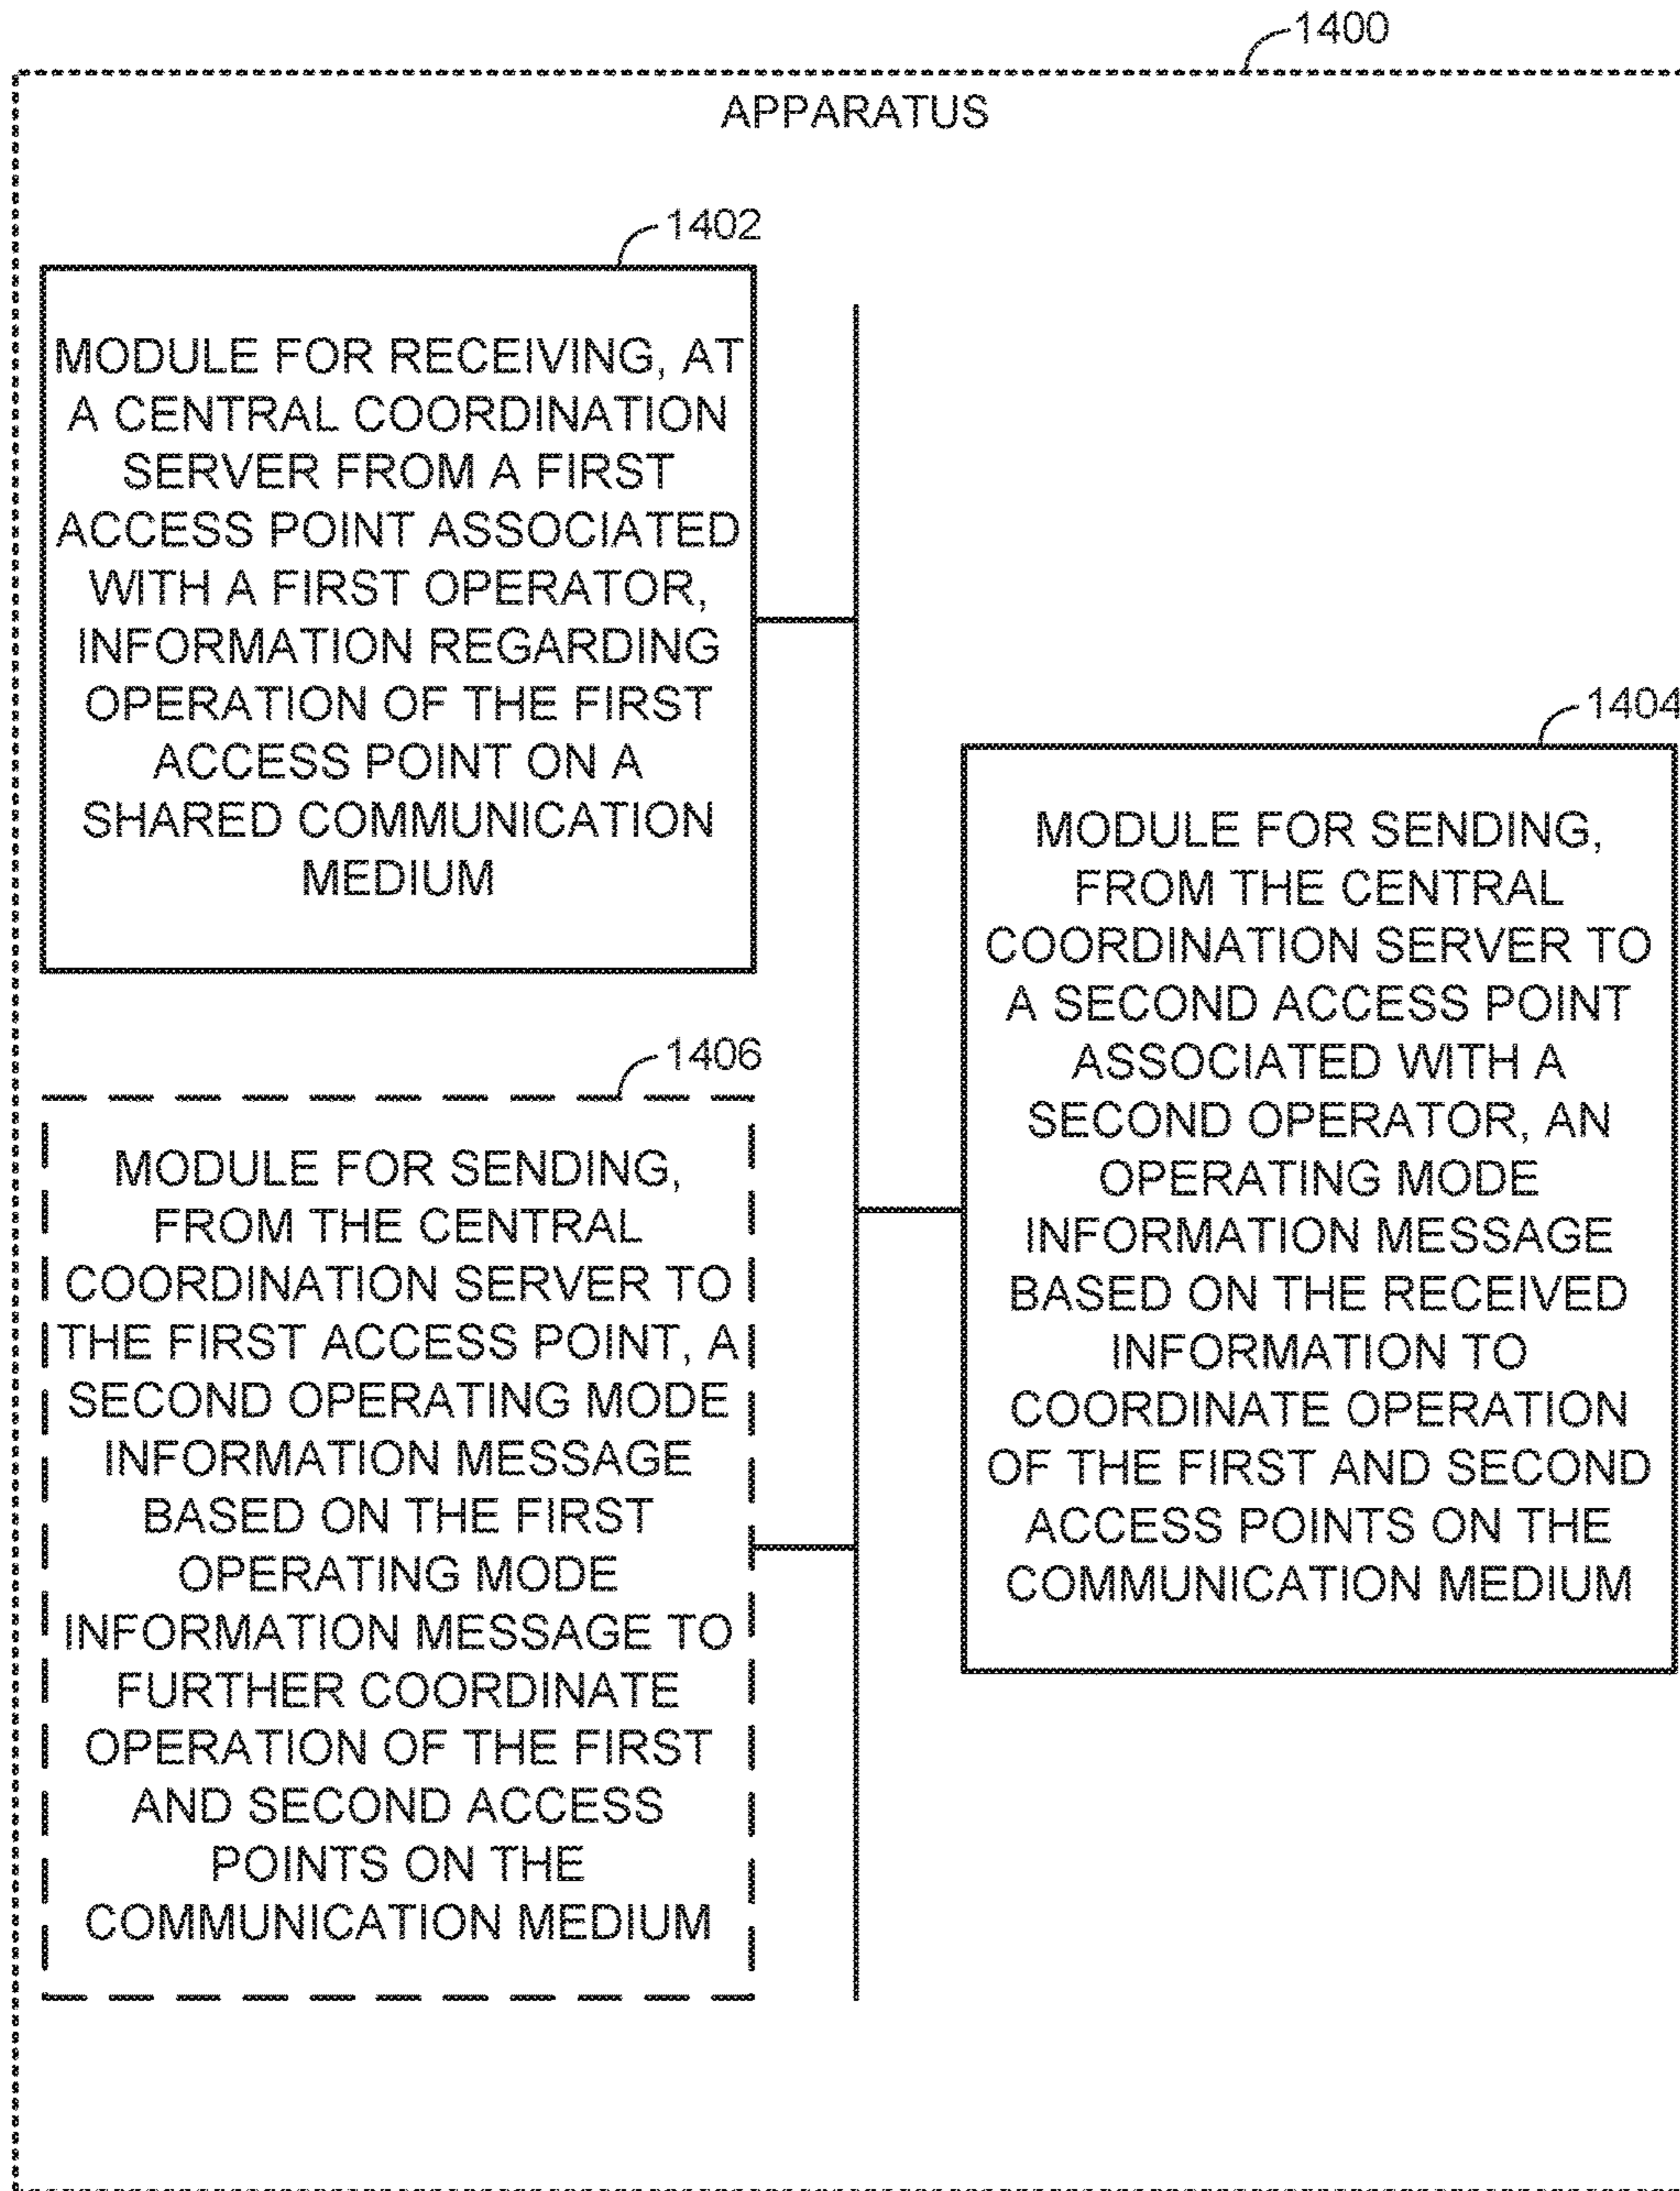 1400
APPARATUS
1402
MODULE FOR RECEIVING, AT
A CENTRAL COORDINATION
SERVER FROM A FIRST
ACCESS POINT ASSOCIATED
WITH A FIRST OPERATOR,
INFORMATION REGARDING
OPERATION OF THE FIRST
ACCESS POINT ON A
SHARED COMMUNICATION
MEDIUM
1404
MODULE FOR SENDING,
FROM THE CENTRAL
COORDINATION SERVER TO
A SECOND ACCESS POINT
ASSOCIATED WITH A
SECOND OPERATOR, AN
OPERATING MODE
INFORMATION MESSAGE
BASED ON THE RECEIVED
INFORMATION TO
COORDINATE OPERATION
OF THE FIRST AND SECOND
ACCESS POINTS ON THE
COMMUNICATION MEDIUM
1406
MODULE FOR SENDING,
FROM THE CENTRAL
COORDINATION SERVER TO
THE FIRST ACCESS POINT, A
SECOND OPERATING MODE
INFORMATION MESSAGE
BASED ON THE FIRST
OPERATING MODE
INFORMATION MESSAGE TO
FURTHER COORDINATE
OPERATION OF THE FIRST
AND SECOND ACCESS
POINTS ON THE
COMMUNICATION MEDIUM